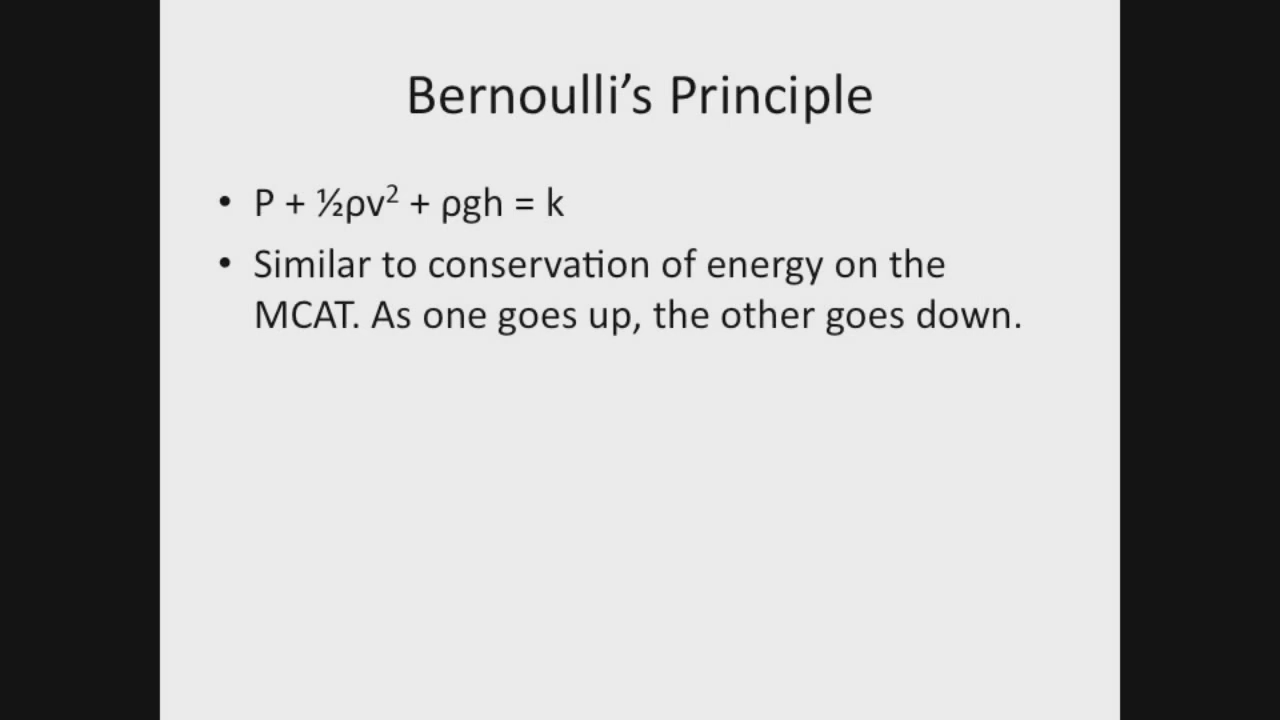 Bernoulli’s Principle
• P + ½ρv² + ρgh = k
• Similar to conservation of energy on the
MCAT. As one goes up, the other goes down.